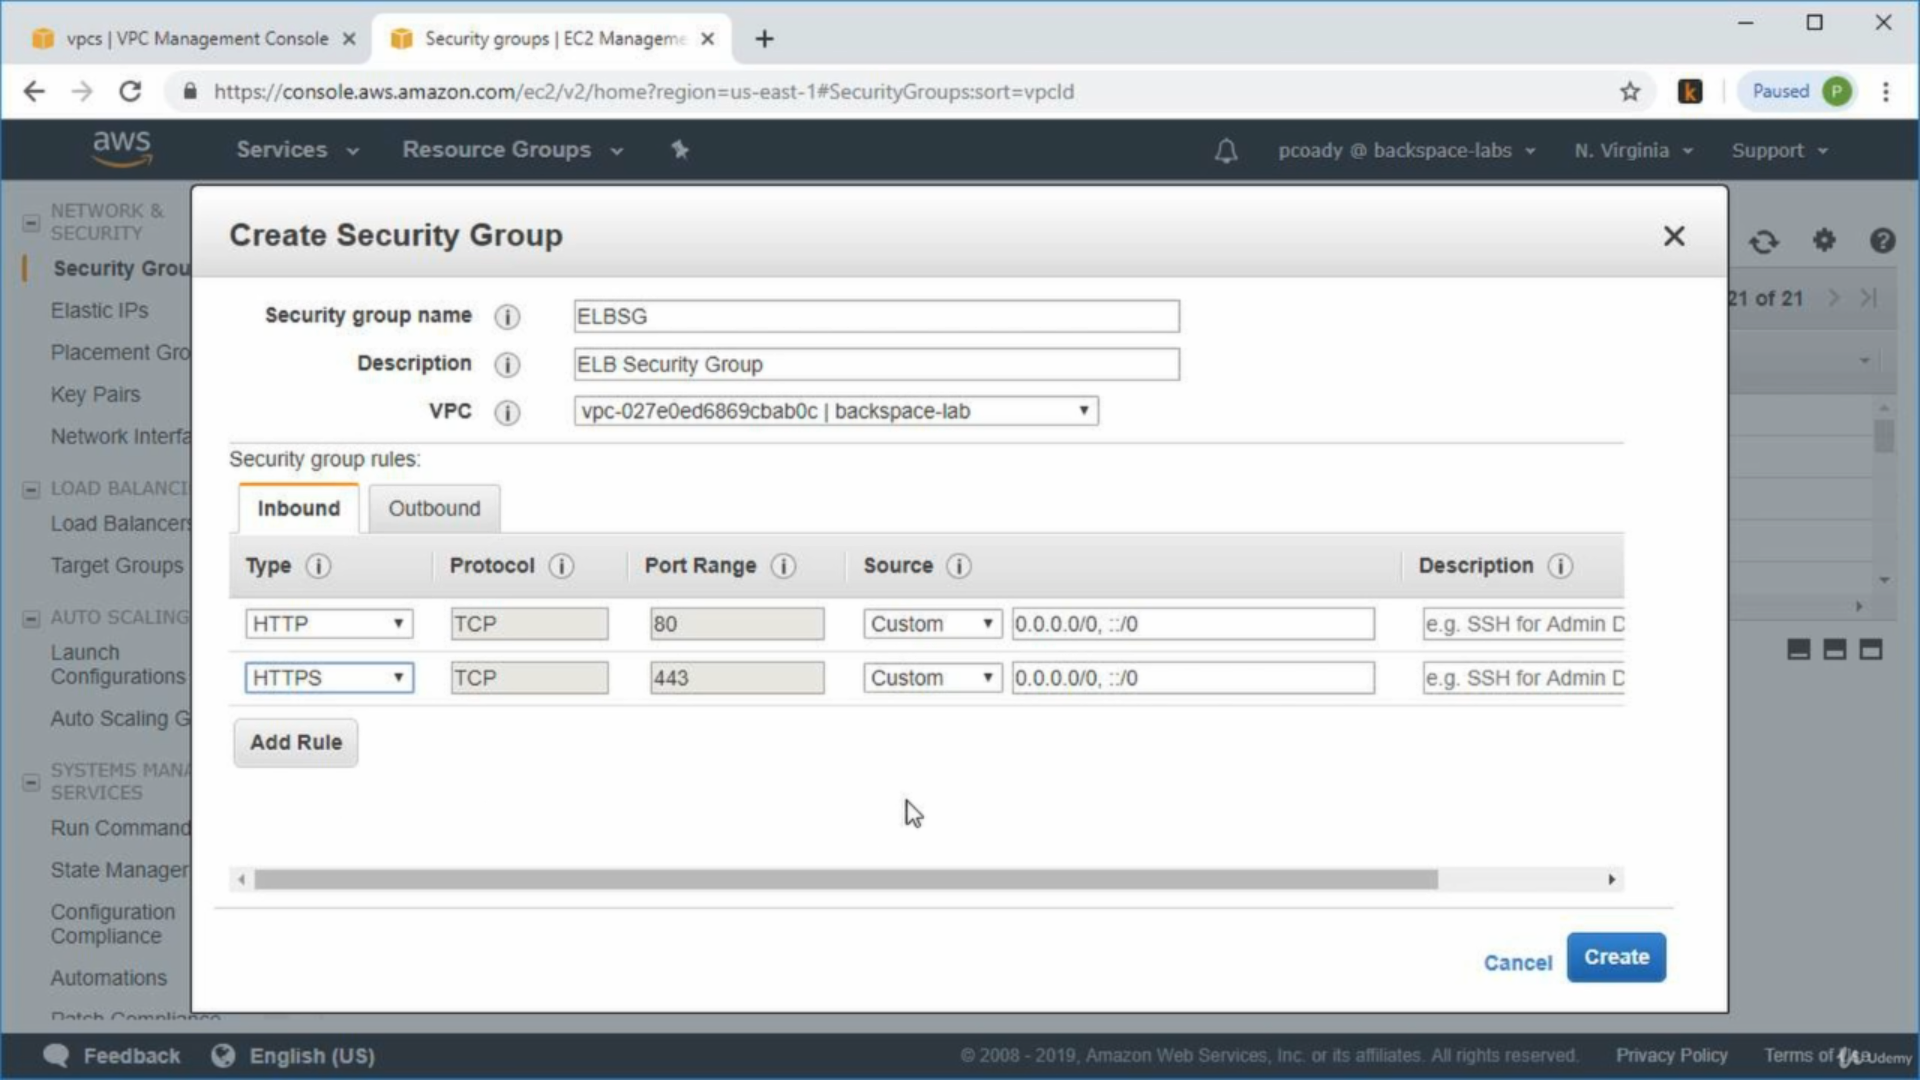 vpcs | VPC Management Console
Security groups | EC2 Manageme
https://console.aws.amazon.com/ec2/v2/home?region=us-east-1#SecurityGroups:sort=vpcId
k
Paused P
aws Services Resource Groups pcoady @ backspace-labs N. Virginia Support
NETWORK &
SECURITY
Security Grou
Elastic IPs
Placement Gro
Key Pairs
Network Interfa
LOAD BALANCI
Load Balancers
Target Groups
AUTO SCALING
Launch
Configurations
Auto Scaling G
SYSTEMS MANA
SERVICES
Run Command
State Manager
Configuration
Compliance
Automations
Patch Compliance
21 of 21
Create Security Group
Security group name ELBSG
Description ELB Security Group
VPC vpc-027e0ed6869cbab0c | backspace-lab
Security group rules:
Inbound Outbound
Type Protocol Port Range Source Description
HTTP TCP 80 Custom 0.0.0.0/0, ::/0 e.g. SSH for Admin D
HTTPS TCP 443 Custom 0.0.0.0/0, ::/0 e.g. SSH for Admin D
Add Rule
Cancel Create
Feedback English (US) © 2008 - 2019, Amazon Web Services, Inc. or its affiliates. All rights reserved. Privacy Policy Terms of Use
Udemy